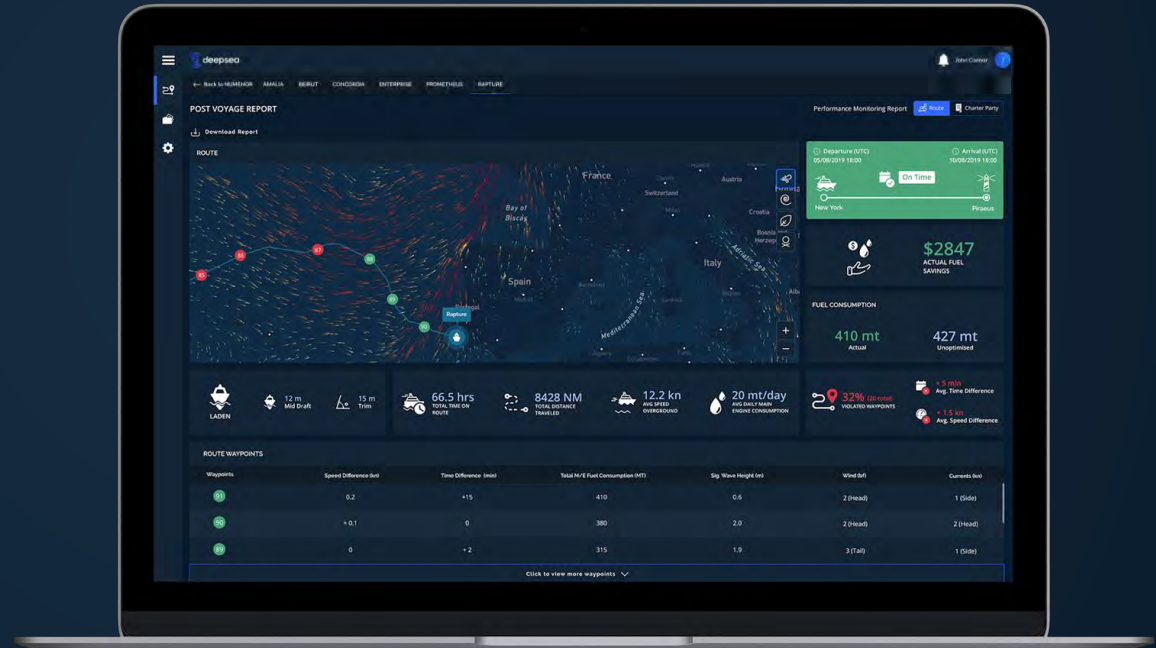 deepsea
John Connor
Back to NUMENOR AMALIA BEIRUT CONCORDIA ENTERPRISE PROMETHEUS RAPTURE
POST VOYAGE REPORT
Performance Monitoring Report Route Charter Party
Download Report
ROUTE
France
Switzerland
Austria
Bay of
Biscay
Croatia
Bosnia
Herzego
Adriatic Sea
Italy
Spain
Portugal
Mediterranean Sea
85
86
87
88
89
90
Rapture
+
−
Departure (UTC) Arrival (UTC)
05/08/2019 18:00 10/08/2019 16:00
On Time
New York Piraeus
$2847
ACTUAL FUEL
SAVINGS
FUEL CONSUMPTION
410 mt 427 mt
Actual Unoptimised
LADEN
12 m
Mid Draft
15 m
Trim
66.5 hrs
TOTAL TIME ON
ROUTE
8428 NM
TOTAL DISTANCE
TRAVELED
12.2 kn
AVG SPEED
OVERGROUND
20 mt/day
AVG DAILY MAIN
ENGINE CONSUMPTION
32%
VIOLATED WAYPOINTS
+ 5 min
Avg. Time Difference
+ 1.5 kn
Avg. Speed Difference
ROUTE WAYPOINTS
Waypoints Speed Difference (kn) Time Difference (min) Total M/E Fuel Consumption (MT) Sig. Wave Height (m) Wind (bf) Currents (kn)
91 0.2 +15 410 0.6 2 (Head) 1 (Side)
90 + 0.1 0 380 2.0 2 (Head) 2 (Head)
89 0 + 2 315 1.9 3 (Tail) 1 (Side)
Click to view more waypoints